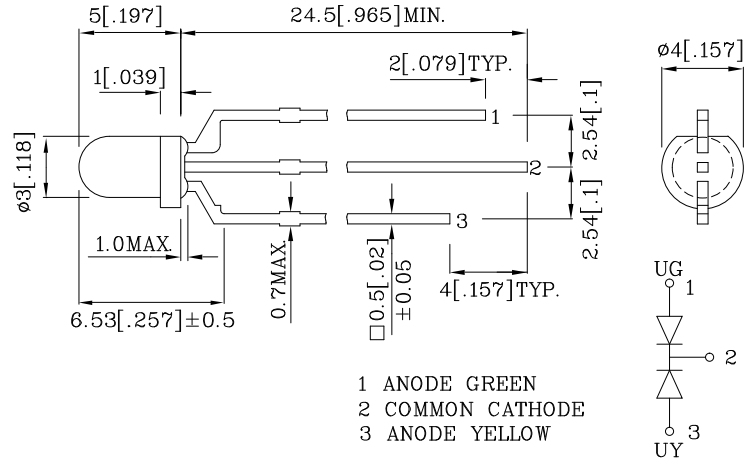 5[.197]
24.5[.965]MIN.
ø4[.157]
1[.039]
2[.079]TYP.
1
2
3
2.54[.1]
2.54[.1]
ø3[.118]
1.0MAX.
0.7MAX.
□0.5[.02]
±0.05
4[.157]TYP.
6.53[.257]±0.5
UG
1
2
3
UY
1 ANODE GREEN
2 COMMON CATHODE
3 ANODE YELLOW